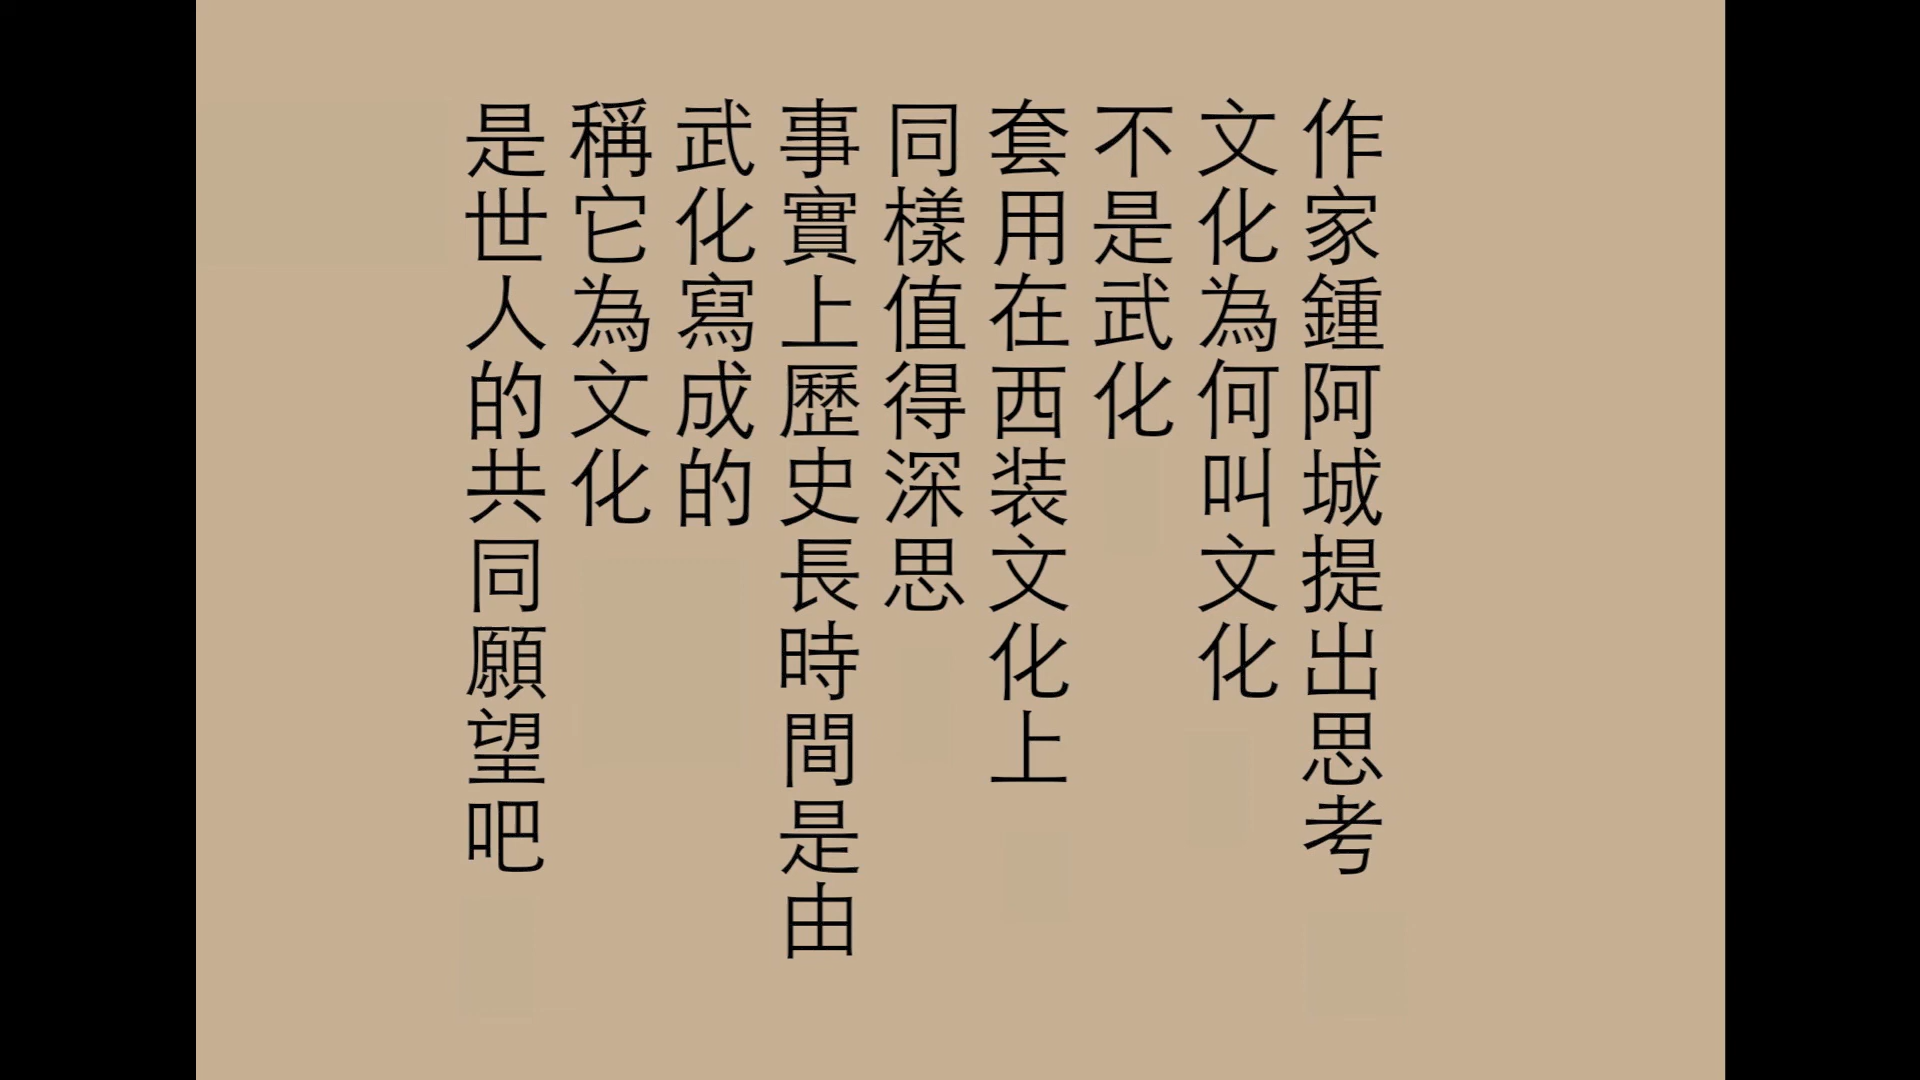 作家鍾阿城提出思考
文化為何叫文化
不是武化
套用在西装文化上
同樣值得深思
事實上歷史長時間是由
武化寫成的
稱它為文化
是世人的共同願望吧